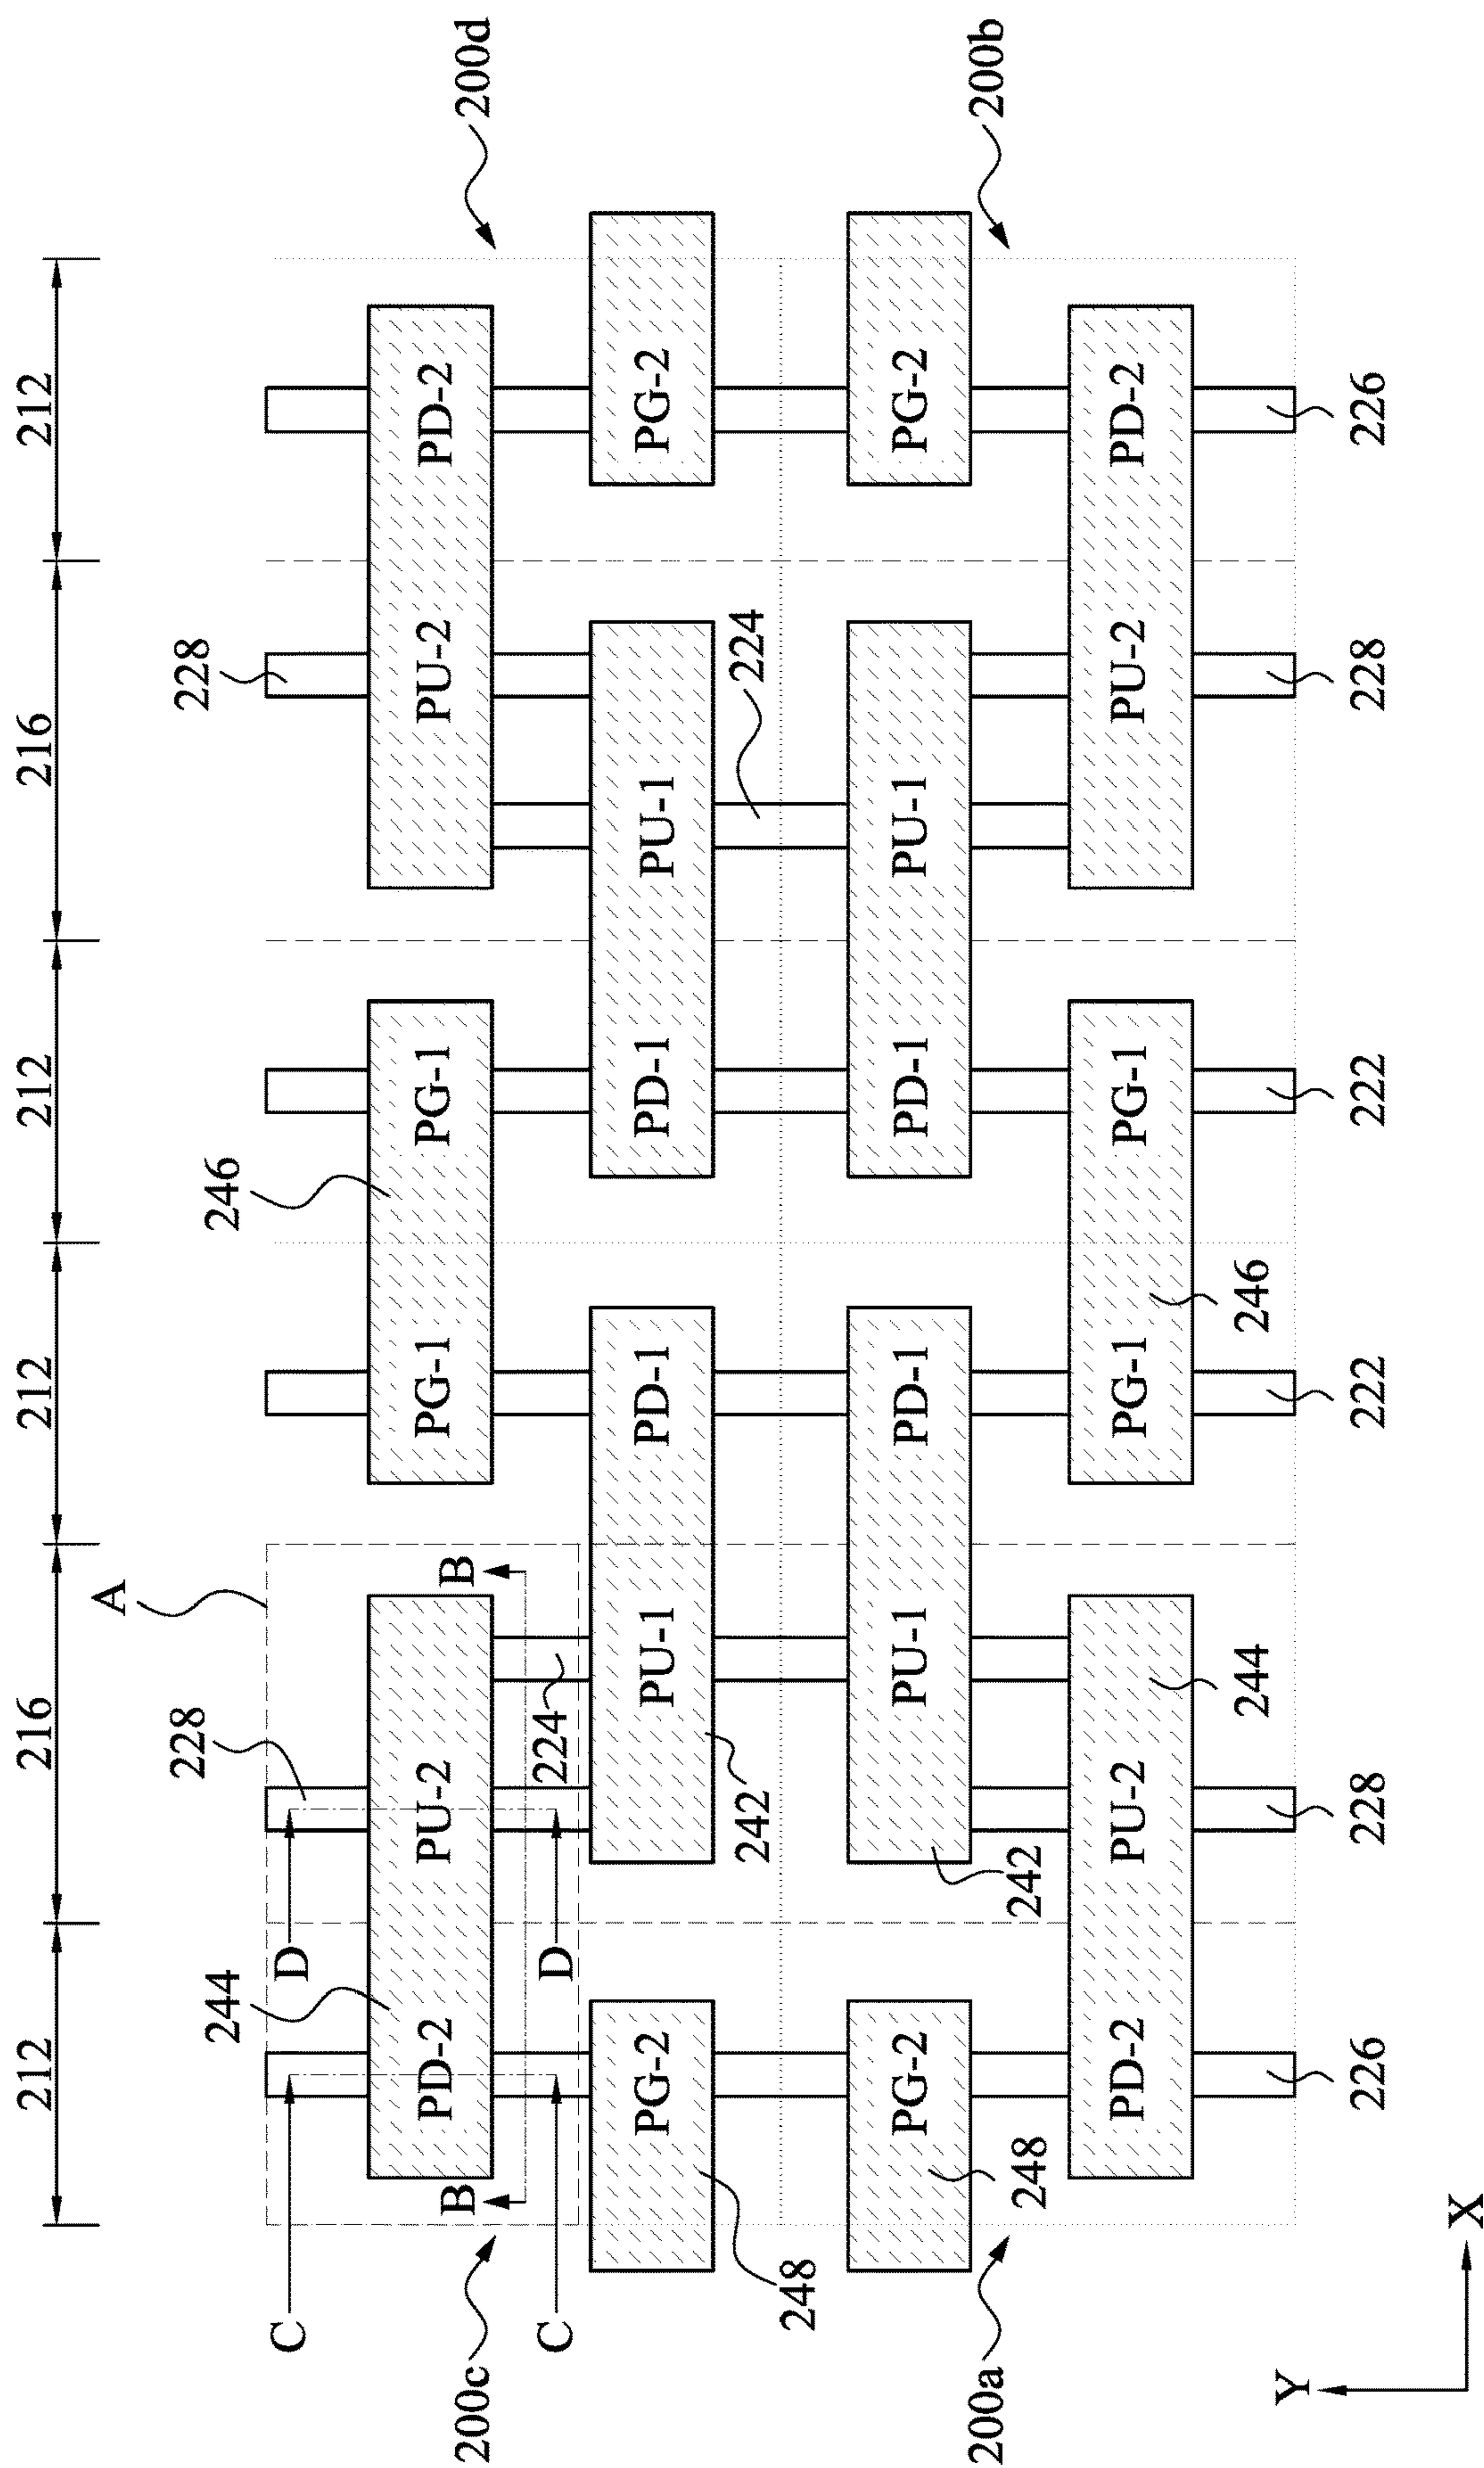 212 216 212 212 216 212
A
228 228
244 246
C D
PD-2 PU-2 PG-1 PG-1 PU-2 PD-2
B B
200c 200d
C D 224
PG-2 PU-1 PD-1 PD-1 PU-1 PG-2
242 224
248
PG-2 PU-1 PD-1 PD-1 PU-1 PG-2
200a 200b
248 242
PD-2 PU-2 PG-1 PG-1 PU-2 PD-2
244 246
Y
226 228 222 222 228 226
X